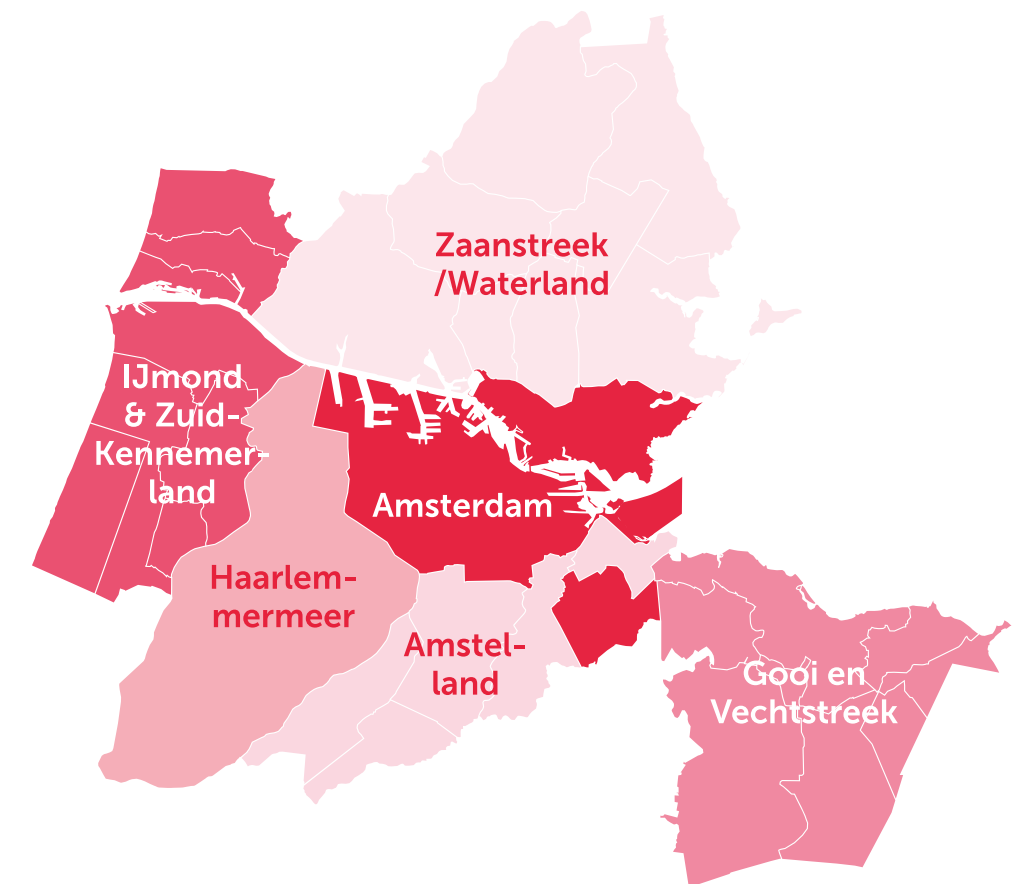 Zaanstreek
/Waterland
IJmond
& Zuid-
Kennemer-
land
Amsterdam
Haarlem-
mermeer
Amstel-
land
Gooi en
Vechtstreek